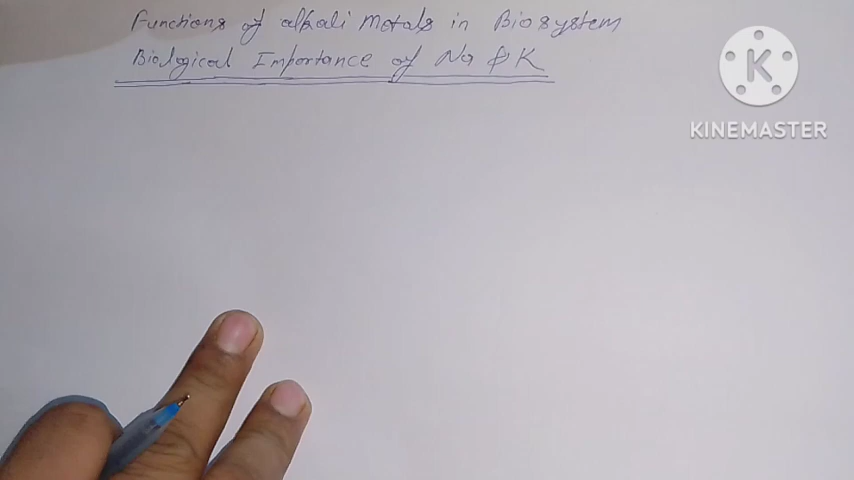 Functions of alkali Metals in Biosystem
Biological Importance of Na & K
K
KINEMASTER